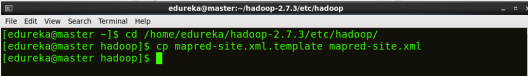 edureka@master:~/hadoop-2.7.3/etc/hadoop
File Edit View Search Terminal Help
[edureka@master ~]$ cd /home/edureka/hadoop-2.7.3/etc/hadoop/
[edureka@master hadoop]$ cp mapred-site.xml.template mapred-site.xml
[edureka@master hadoop]$